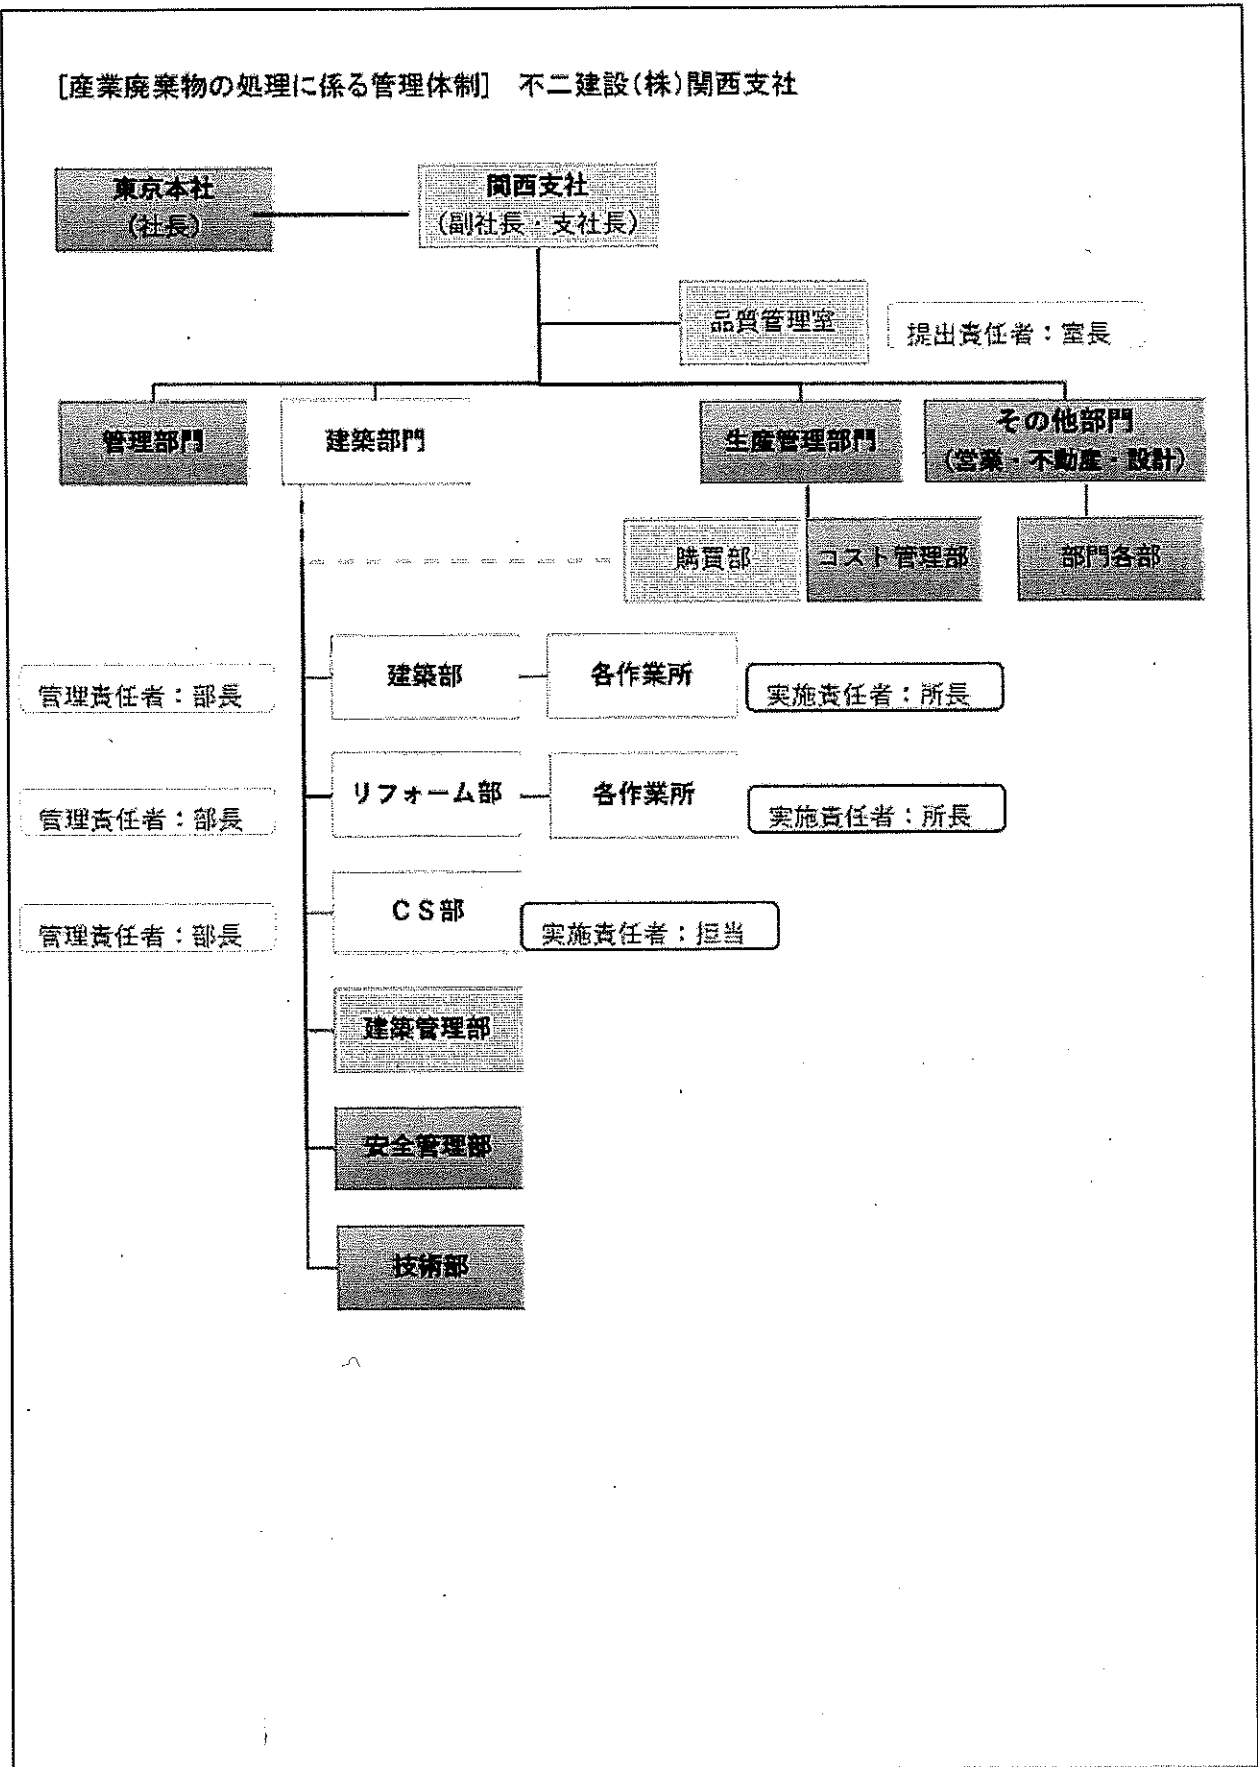 [産業廃棄物の処理に係る管理体制]　不二建設(株)関西支社
東京本社
(社長)
関西支社
(副社長・支社長)
品質管理室
提出責任者：室長
管理部門
建築部門
生産管理部門
その他部門
(営業・不動産・設計)
購買部
コスト管理部
部門各部
管理責任者：部長
建築部
各作業所
実施責任者：所長
管理責任者：部長
リフォーム部
各作業所
実施責任者：所長
管理責任者：部長
ＣＳ部
実施責任者：担当
建築管理部
安全管理部
技術部